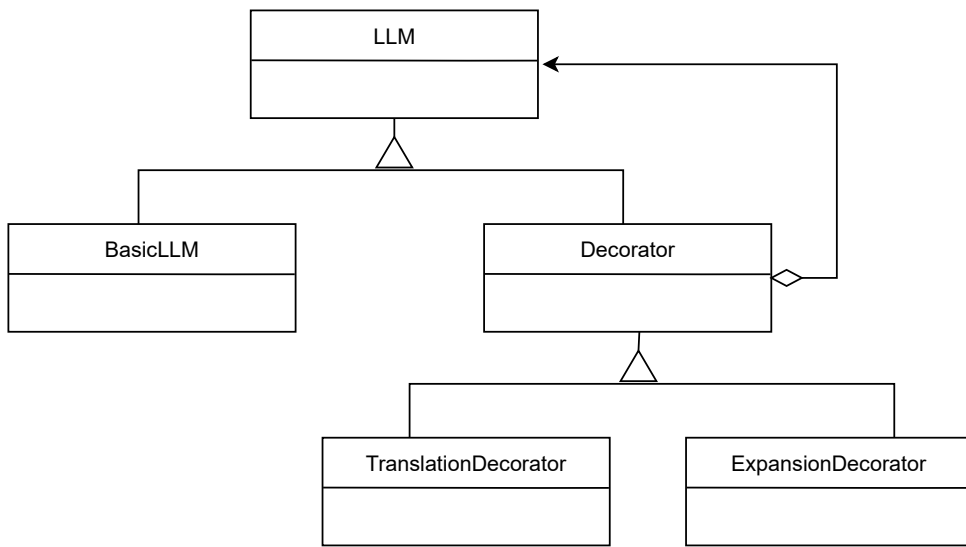 LLM
BasicLLM
Decorator
TranslationDecorator
ExpansionDecorator